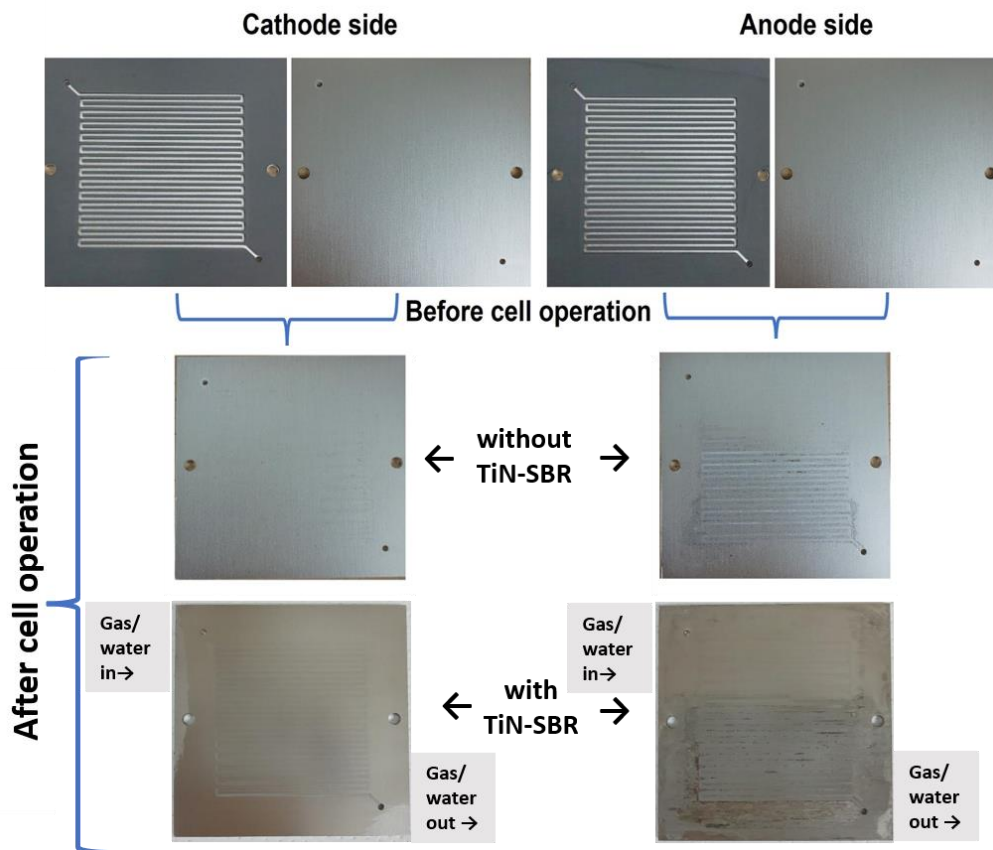 Cathode side
Anode side
Before cell operation
After cell operation
← without →
TiN-SBR
Gas/
water
in→
Gas/
water
in→
← with →
TiN-SBR
Gas/
water
out →
Gas/
water
out →